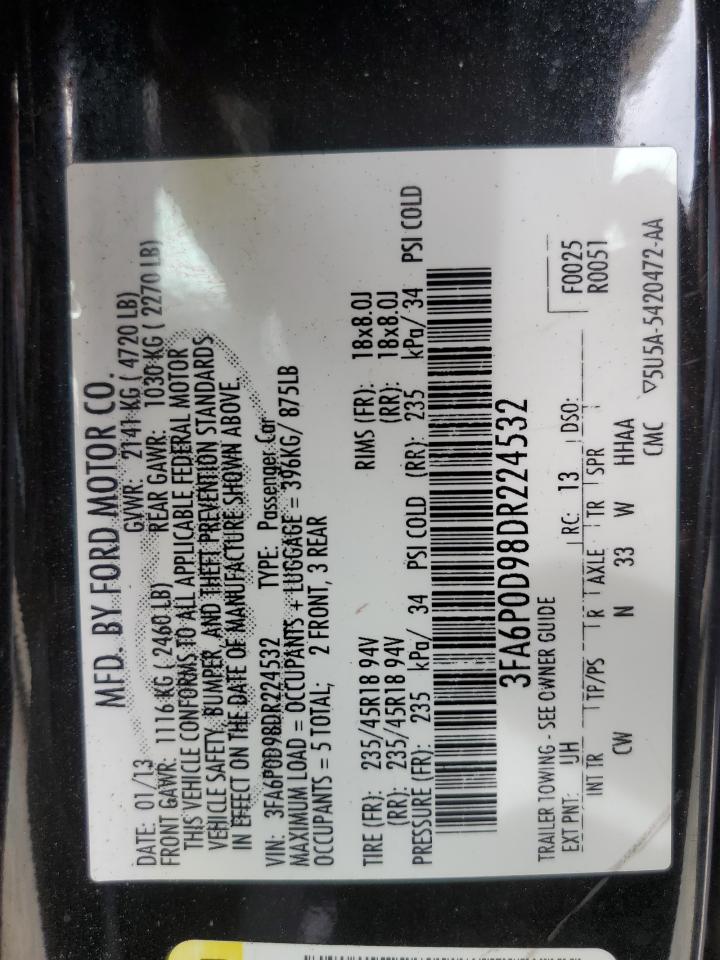 MFD. BY FORD MOTOR CO.
DATE: 01/13 GVWR: 2141 KG ( 4720 LB)
FRONT GAWR: 1116 KG ( 2460 LB) REAR GAWR: 1030 KG ( 2270 LB)
THIS VEHICLE CONFORMS TO ALL APPLICABLE FEDERAL MOTOR
VEHICLE SAFETY, BUMPER, AND THEFT PREVENTION STANDARDS
IN EFFECT ON THE DATE OF MANUFACTURE SHOWN ABOVE.
VIN: 3FA6P0D98DR224532 TYPE: Passenger Car
MAXIMUM LOAD = OCCUPANTS + LUGGAGE = 396KG/ 875LB
OCCUPANTS = 5 TOTAL; 2 FRONT, 3 REAR
TIRE (FR): 235/45R18 94V RIMS (FR): 18x8.0J
(RR): 235/45R18 94V (RR): 18x8.0J
PRESSURE (FR): 235 kPa/ 34 PSI COLD (RR): 235 kPa/ 34 PSI COLD
3FA6P0D98DR224532
TRAILER TOWING - SEE OWNER GUIDE F0025
EXT PNT: UH RC: 13 DSO: R0051
INT TR TP/PS R AXLE TR SPR
CW N 33 W HHAA
CMC ▽5U5A-5420472-AA